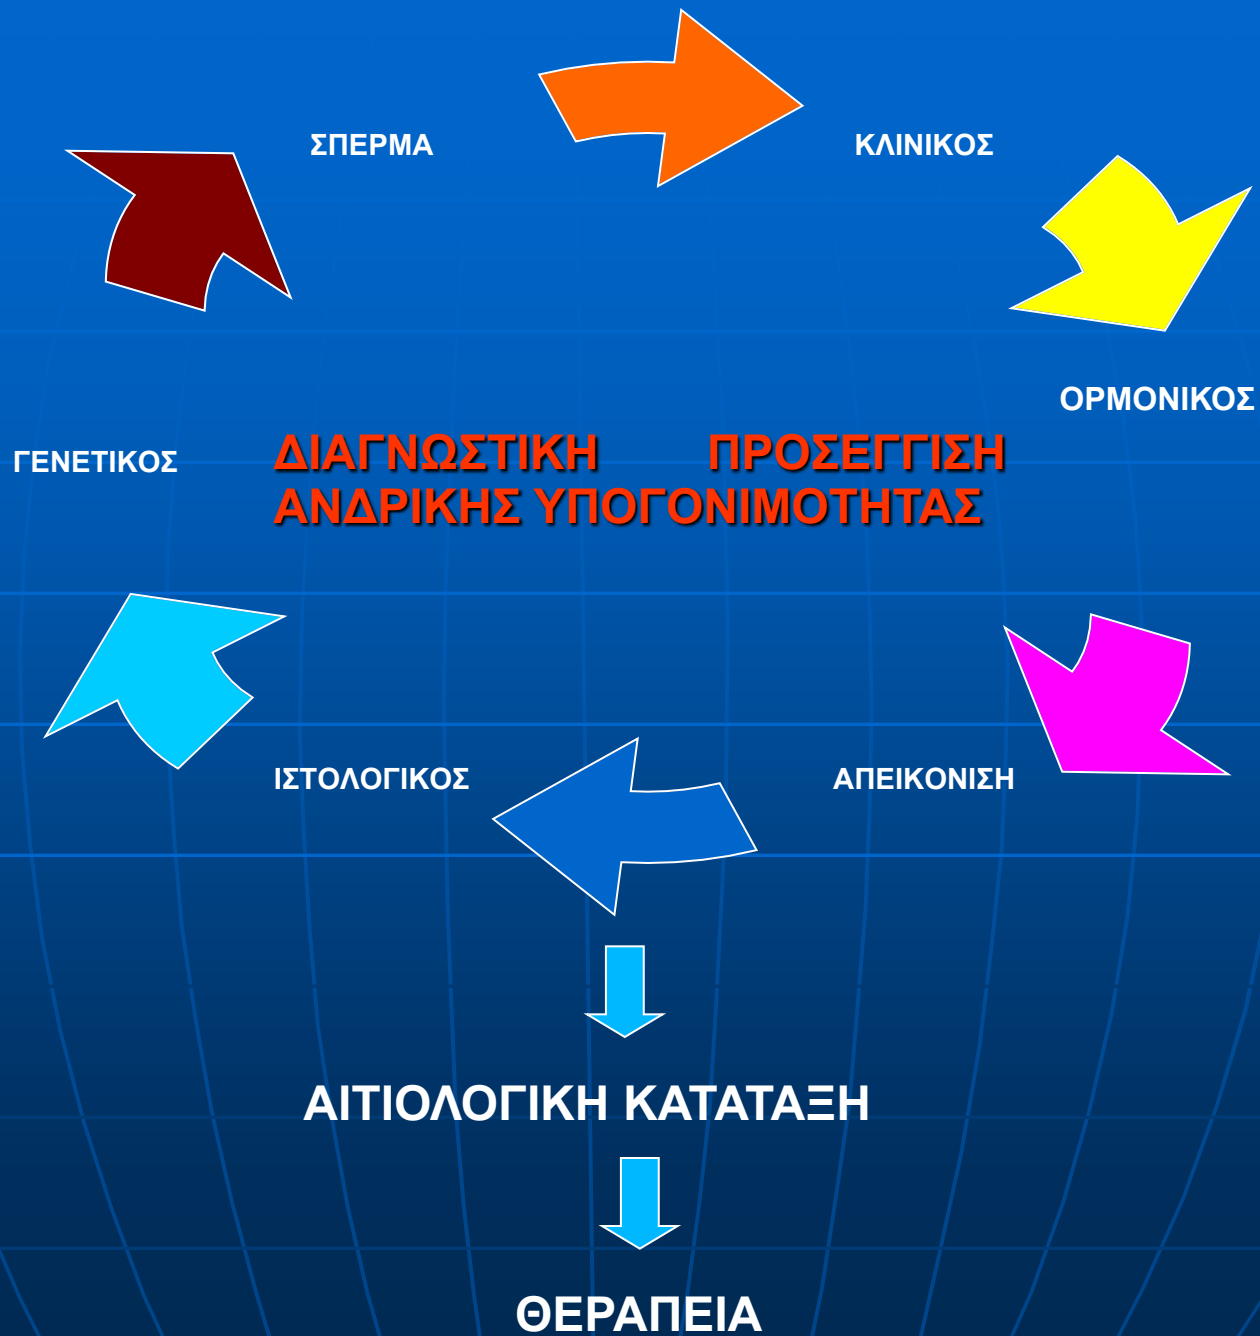 ΣΠΕΡΜΑ
ΚΛΙΝΙΚΟΣ
ΟΡΜΟΝΙΚΟΣ
ΓΕΝΕΤΙΚΟΣ
ΔΙΑΓΝΩΣΤΙΚΗ ΠΡΟΣΕΓΓΙΣΗ
ΑΝΔΡΙΚΗΣ ΥΠΟΓΟΝΙΜΟΤΗΤΑΣ
ΙΣΤΟΛΟΓΙΚΟΣ
ΑΠΕΙΚΟΝΙΣΗ
ΑΙΤΙΟΛΟΓΙΚΗ ΚΑΤΑΤΑΞΗ
ΘΕΡΑΠΕΙΑ